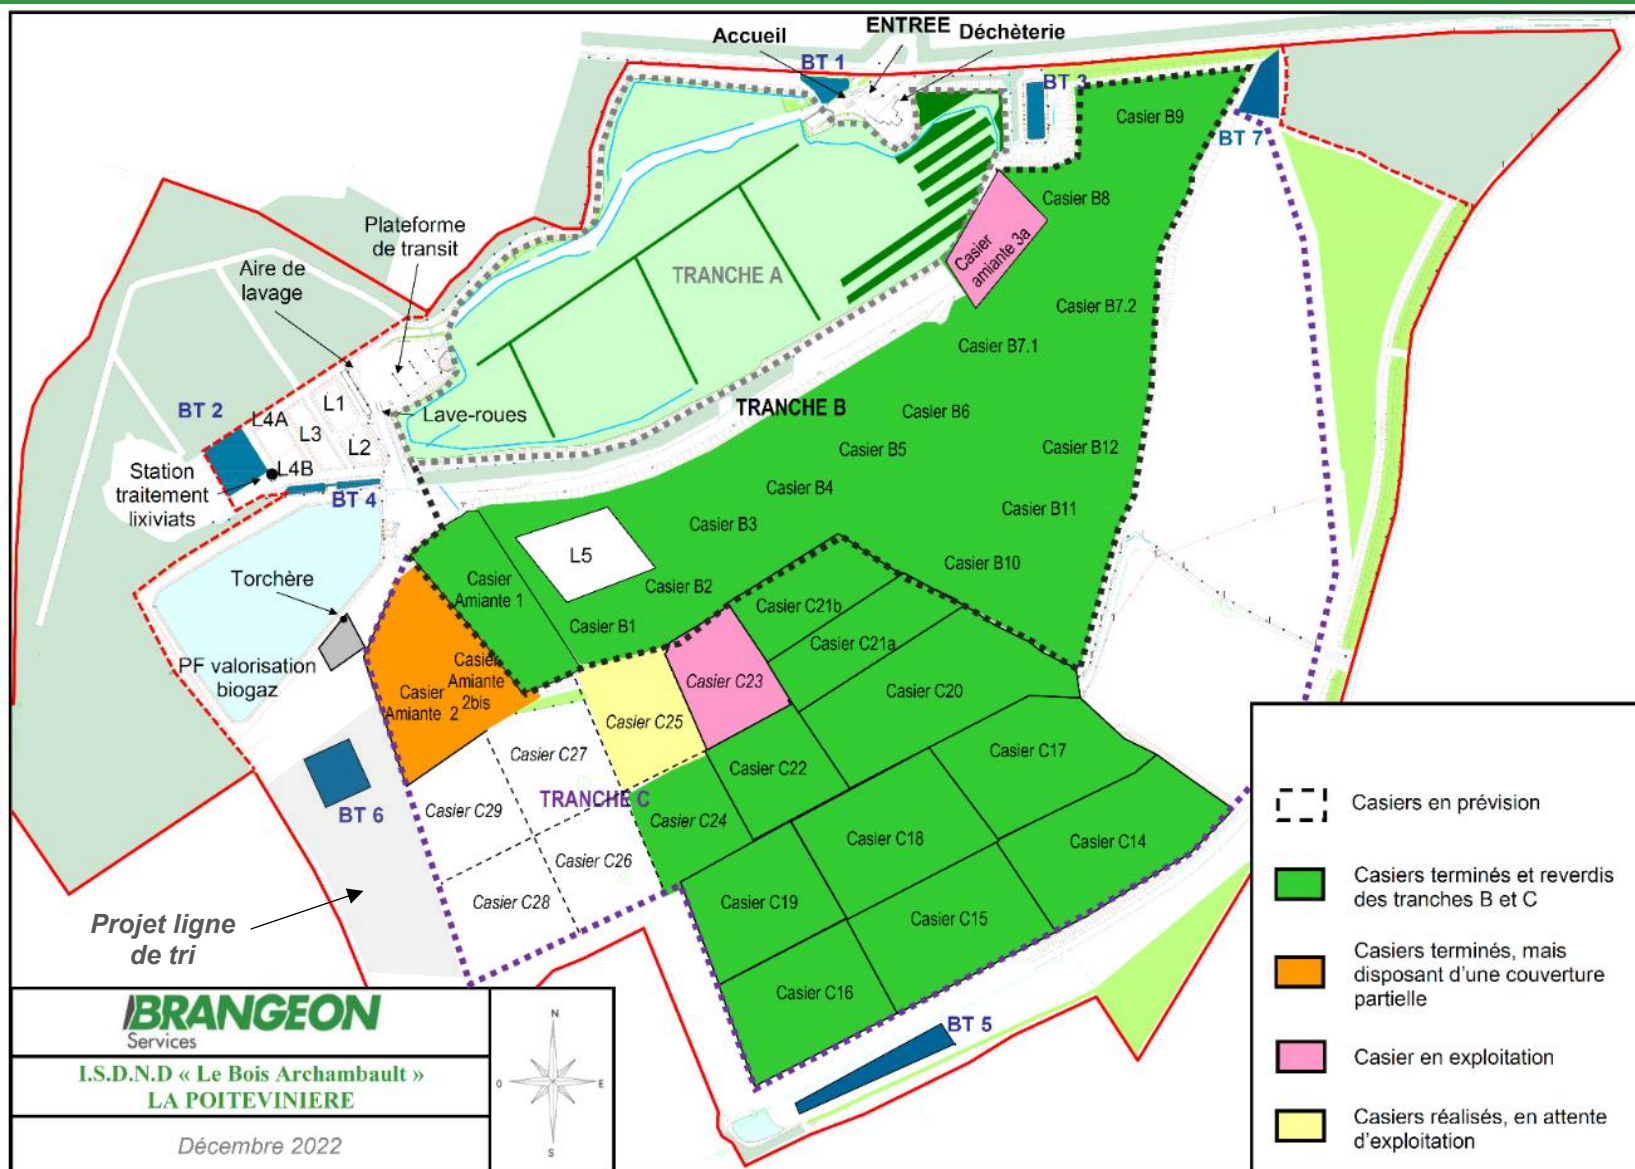 ENTREE
Accueil
Déchèterie
BT 1
BT 3
Casier B9
BT 7
Plateforme
de transit
Casier B8
Casier
amiante 3a
Aire de
lavage
TRANCHE A
Casier B7.2
Casier B7.1
BT 2
L4A
L1
L3
L2
Lave-roues
TRANCHE B
Casier B6
Casier B5
Casier B12
Station
traitement
lixiviats
L4B
BT 4
Casier B4
Casier B3
Casier B11
L5
Casier B10
Torchère
Casier
Amiante 1
Casier B2
Casier B1
Casier C21b
Casier C21a
PF valorisation
biogaz
Casier
Amiante
2bis
Casier
Amiante 2
Casier C23
Casier C20
Casier C25
Casier C27
Casier C22
Casier C17
TRANCHE C
BT 6
Casier C29
Casier C24
Casier C18
Casier C14
Casier C26
Casier C28
Casier C19
Casier C15
Casier C16
BT 5
Projet ligne
de tri
Casiers en prévision
Casiers terminés et reverdis
des tranches B et C
Casiers terminés, mais
disposant d'une couverture
partielle
Casier en exploitation
Casiers réalisés, en attente
d'exploitation
BRANGEON
Services
I.S.D.N.D « Le Bois Archambault »
LA POITEVINIERE
Décembre 2022
N
O
E
S